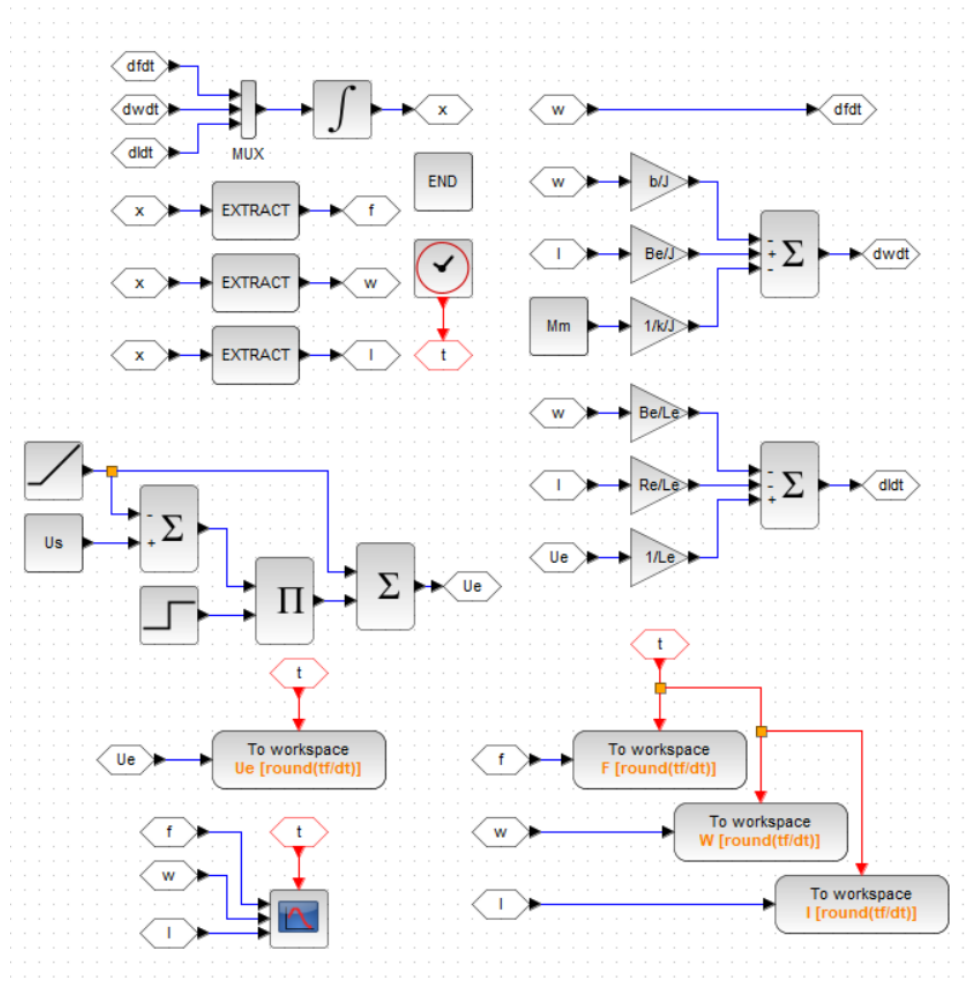 dfdt
dwdt
dIdt
MUX
∫
x
w
dfdt
x
EXTRACT
f
END
w
b/J
x
EXTRACT
w
I
Be/J
-
+
-
Σ
dwdt
Mm
1/k/J
x
EXTRACT
I
t
w
Be/Le
I
Re/Le
-
-
+
Σ
dIdt
Ue
1/Le
Us
-
+
Σ
Π
Σ
Ue
t
Ue
To workspace
Ue [round(tf/dt)]
t
f
To workspace
F [round(tf/dt)]
w
To workspace
W [round(tf/dt)]
I
To workspace
I [round(tf/dt)]
f
w
I
t